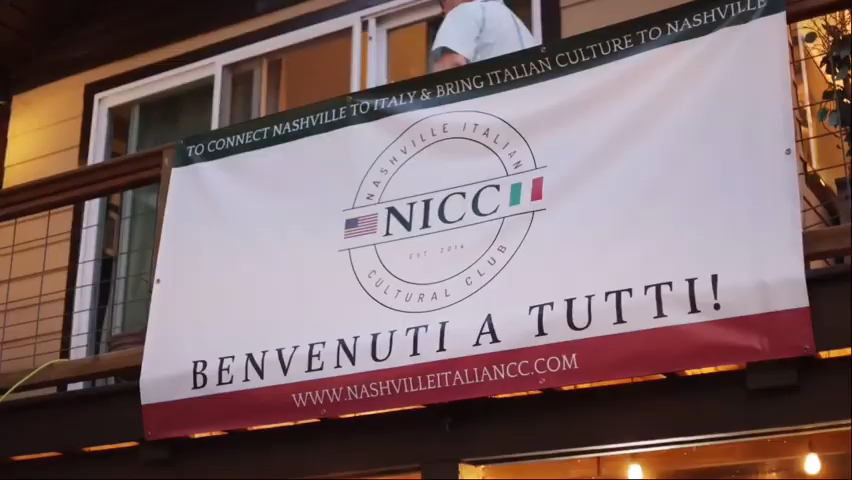 TO CONNECT NASHVILLE TO ITALY & BRING ITALIAN CULTURE TO NASHVILLE
NASHVILLE ITALIAN
NICC
EST 2014
CULTURAL CLUB
BENVENUTI A TUTTI!
WWW.NASHVILLEITALIANCC.COM